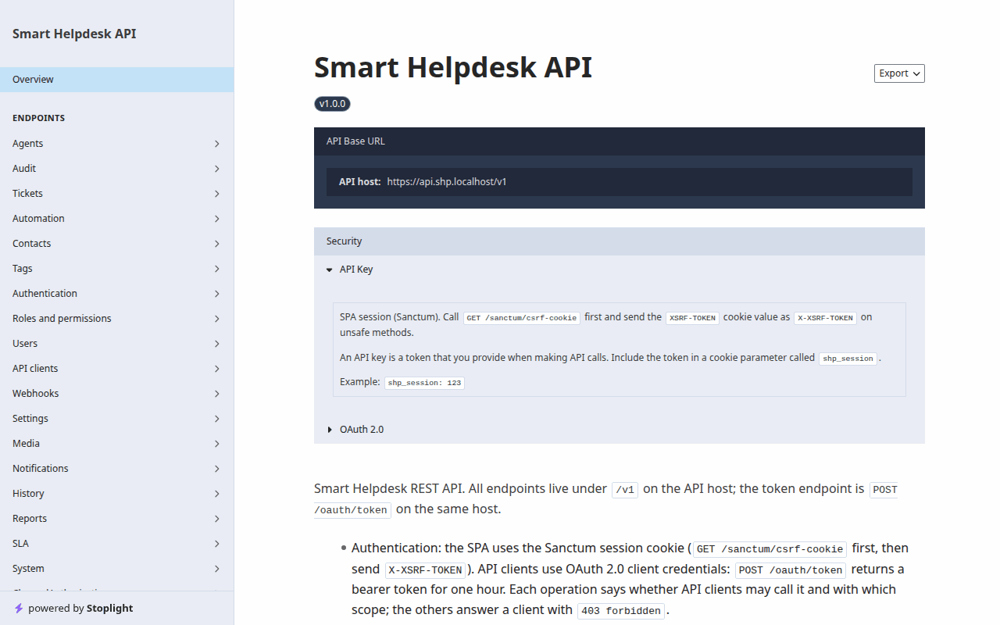 Smart Helpdesk API
Overview
ENDPOINTS
Agents
Audit
Tickets
Automation
Contacts
Tags
Authentication
Roles and permissions
Users
API clients
Webhooks
Settings
Media
Notifications
History
Reports
SLA
System
powered by Stoplight
Smart Helpdesk API
Export
v1.0.0
API Base URL
API host: https://api.shp.localhost/v1
Security
API Key
SPA session (Sanctum). Call GET /sanctum/csrf-cookie first and send the XSRF-TOKEN cookie value as X-XSRF-TOKEN on
unsafe methods.
An API key is a token that you provide when making API calls. Include the token in a cookie parameter called shp_session .
Example: shp_session: 123
OAuth 2.0
Smart Helpdesk REST API. All endpoints live under /v1 on the API host; the token endpoint is POST
/oauth/token on the same host.
Authentication: the SPA uses the Sanctum session cookie ( GET /sanctum/csrf-cookie first, then
send X-XSRF-TOKEN ). API clients use OAuth 2.0 client credentials: POST /oauth/token returns a
bearer token for one hour. Each operation says whether API clients may call it and with which
scope; the others answer a client with 403 forbidden .